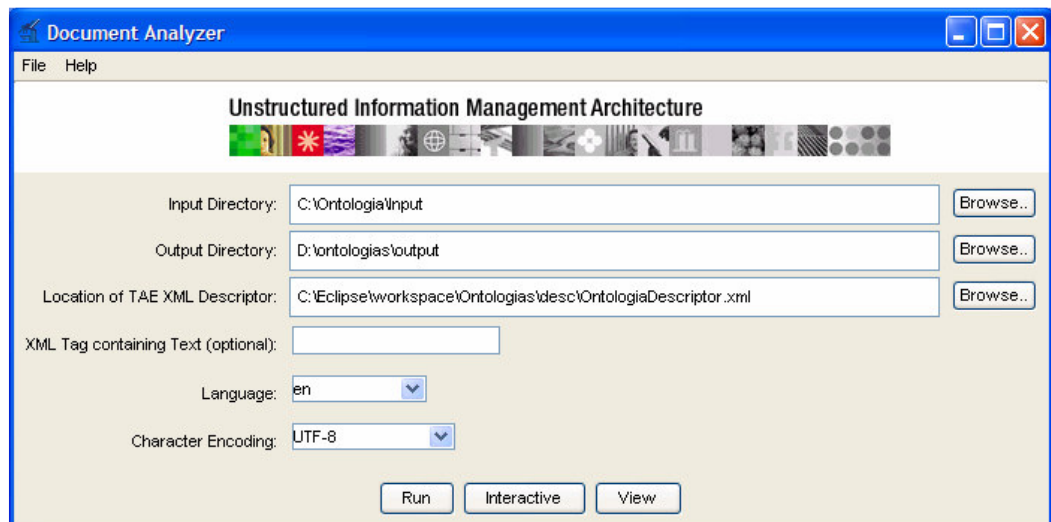 Document Analyzer
File Help
Unstructured Information Management Architecture
Input Directory: C:\Ontologia\Input Browse..
Output Directory: D:\ontologias\output Browse..
Location of TAE XML Descriptor: C:\Eclipse\workspace\Ontologias\desc\OntologiaDescriptor.xml Browse..
XML Tag containing Text (optional):
Language: en
Character Encoding: UTF-8
Run Interactive View